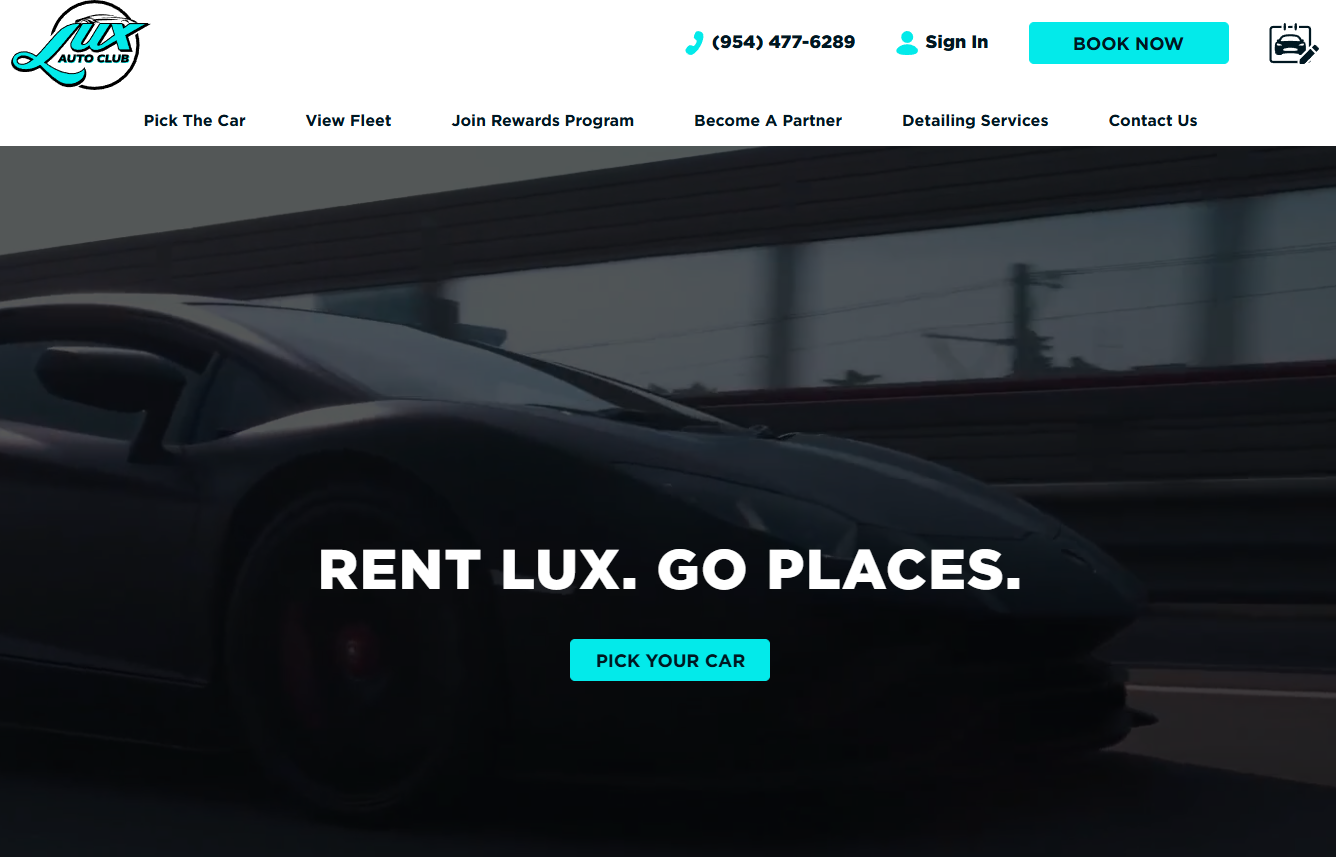 Lux
AUTO CLUB
(954) 477-6289
Sign In
BOOK NOW
Pick The Car
View Fleet
Join Rewards Program
Become A Partner
Detailing Services
Contact Us
RENT LUX. GO PLACES.
PICK YOUR CAR